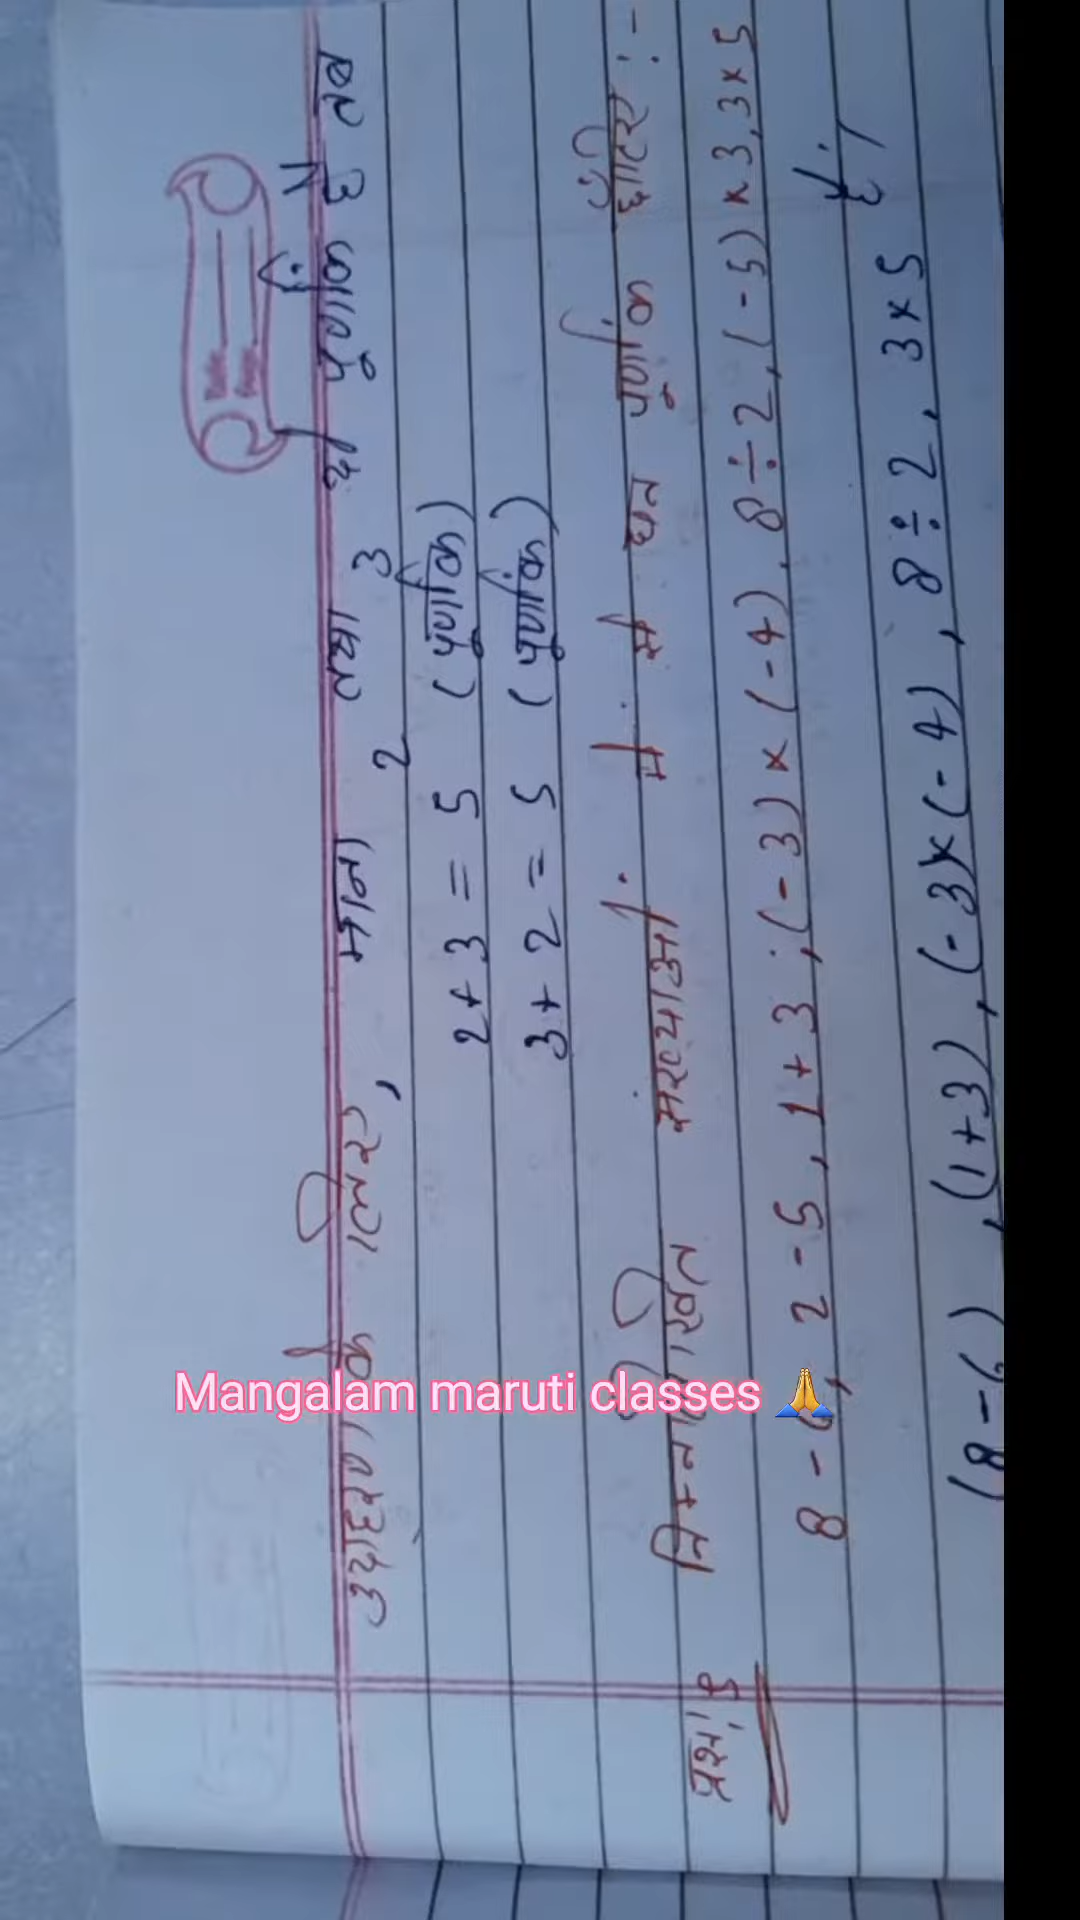 उदाहरण के लिए, माना 2 तथा 3 दो पूर्णांक हैं तब
2 + 3 = 5 (पूर्णांक)
3 + 2 = 5 (पूर्णांक)
प्रश्न, निम्नलिखित संख्याओं में से धन पूर्णांक छांटिए :-
8 - 6, 2 - 5, 1 + 3, (-3) × (-4), 8 ÷ 2, (-5) × 3, 3 × 5
(8 - 6), (1+3), (-3)×(-4), 8 ÷ 2, 3 × 5 हैं।
Mangalam maruti classes 🙏